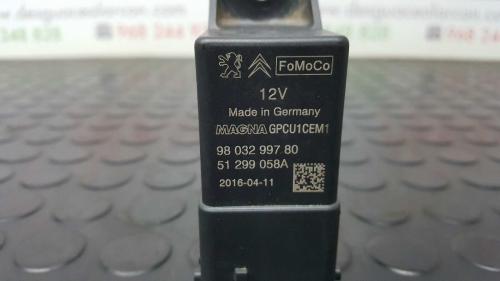 FoMoCo
12V
Made in Germany
MAGNA GPCU1CEM1
98 032 997 80
51 299 058A
2016-04-11